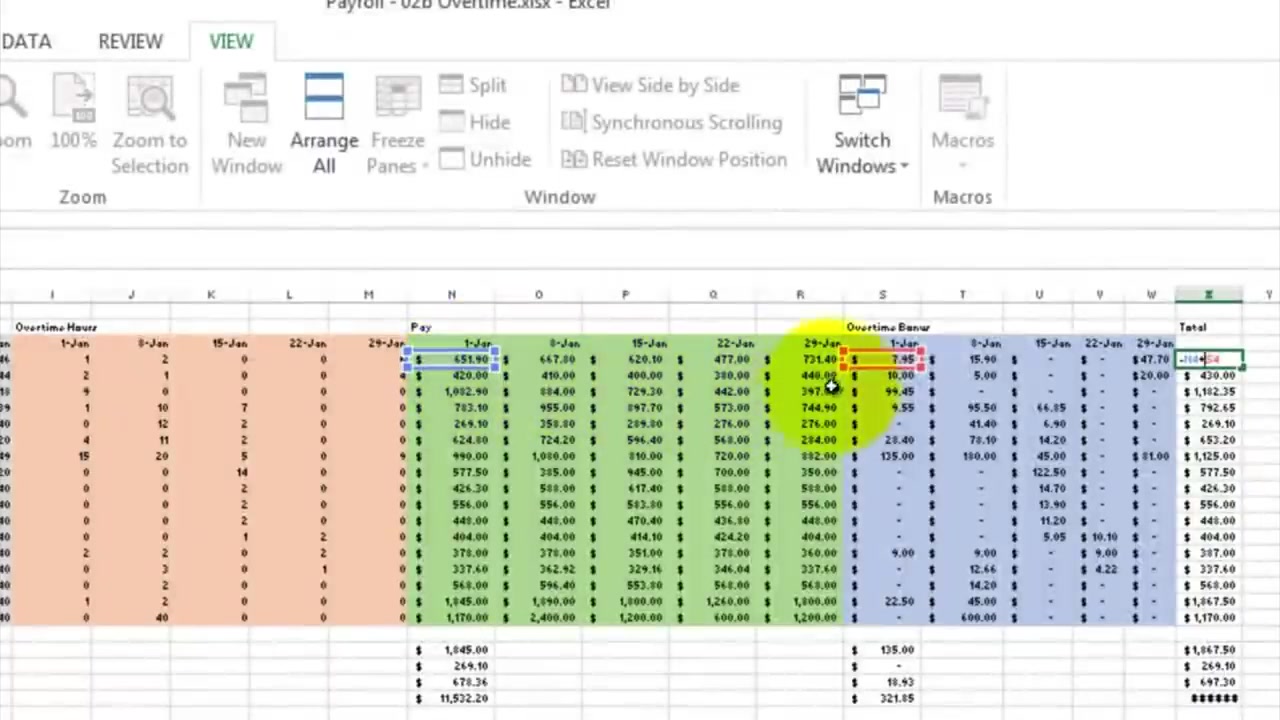 Payroll - 02b Overtime.xlsx - Excel
DATA REVIEW VIEW
100% Zoom to Selection New Window Arrange All Freeze Panes Split Hide Unhide View Side by Side Synchronous Scrolling Reset Window Position Switch Windows Macros
Zoom Window Macros
I J K L M N O P Q R S T U V W X Y
Overtime Hours Pay Overtime Bonus Total
1-Jan 8-Jan 15-Jan 22-Jan 29-Jan 1-Jan 8-Jan 15-Jan 22-Jan 29-Jan 1-Jan 8-Jan 15-Jan 22-Jan 29-Jan
1 2 0 0 $ 651.90 $ 667.80 $ 620.10 $ 477.00 $ 731.40 $ 7.95 $ 15.90 $ - $ - $47.70 =N4+S4
2 1 0 0 4 $ 420.00 $ 410.00 $ 400.00 $ 380.00 $ 440.00 $ 10.00 $ 5.00 $ - $ - $20.00 $ 430.00
9 0 0 0 0 $ 1,082.90 $ 884.00 $ 729.30 $ 442.00 $ 99.45 $ - $ - $ - $ - $ 1,182.35
1 10 7 0 0 $ 783.10 $ 955.00 $ 897.70 $ 573.00 $ 744.90 9.55 $ 95.50 $ 66.85 $ - $ - $ 792.65
0 12 2 0 0 $ 269.10 $ 358.80 $ 289.80 $ 276.00 $ 276.00 - $ 41.40 $ 6.90 $ - $ - $ 269.10
4 11 2 0 0 $ 624.80 $ 724.20 $ 596.40 $ 568.00 $ 284.00 $ 28.40 $ 78.10 $ 14.20 $ - $ - $ 653.20
15 20 5 0 9 $ 990.00 $ 1,080.00 $ 810.00 $ 720.00 $ 882.00 $ 135.00 $ 180.00 $ 45.00 $ - $ 81.00 $ 1,125.00
0 0 14 0 0 $ 577.50 $ 385.00 $ 945.00 $ 700.00 $ 350.00 $ - $ - $ 122.50 $ - $ - $ 577.50
0 0 2 0 0 $ 426.30 $ 588.00 $ 617.40 $ 588.00 $ 588.00 $ - $ - $ 14.70 $ - $ - $ 426.30
0 0 2 0 0 $ 556.00 $ 556.00 $ 583.80 $ 556.00 $ 556.00 $ - $ - $ 13.90 $ - $ - $ 556.00
0 0 2 0 0 $ 448.00 $ 448.00 $ 470.40 $ 436.80 $ 448.00 $ - $ - $ 11.20 $ - $ - $ 448.00
0 0 1 2 0 $ 404.00 $ 404.00 $ 414.10 $ 424.20 $ 404.00 $ - $ - $ 5.05 $ 10.10 $ - $ 404.00
2 2 0 2 0 $ 378.00 $ 378.00 $ 351.00 $ 378.00 $ 360.00 $ 9.00 $ 9.00 $ - $ 9.00 $ - $ 387.00
0 3 0 1 0 $ 337.60 $ 362.92 $ 329.16 $ 346.04 $ 337.60 $ - $ 12.66 $ - $ 4.22 $ - $ 337.60
0 2 0 0 0 $ 568.00 $ 596.40 $ 553.80 $ 568.00 $ 568.00 $ - $ 14.20 $ - $ - $ - $ 568.00
1 2 0 0 0 $ 1,845.00 $ 1,890.00 $ 1,800.00 $ 1,260.00 $ 1,800.00 $ 22.50 $ 45.00 $ - $ - $ - $ 1,867.50
0 40 0 0 0 $ 1,170.00 $ 2,400.00 $ 1,200.00 $ 600.00 $ 1,200.00 $ - $ 600.00 $ - $ - $ - $ 1,170.00
$ 1,845.00 $ 135.00 $ 1,867.50
$ 269.10 $ - $ 269.10
$ 678.36 $ 18.93 $ 697.30
$ 11,532.20 $ 321.85 ######